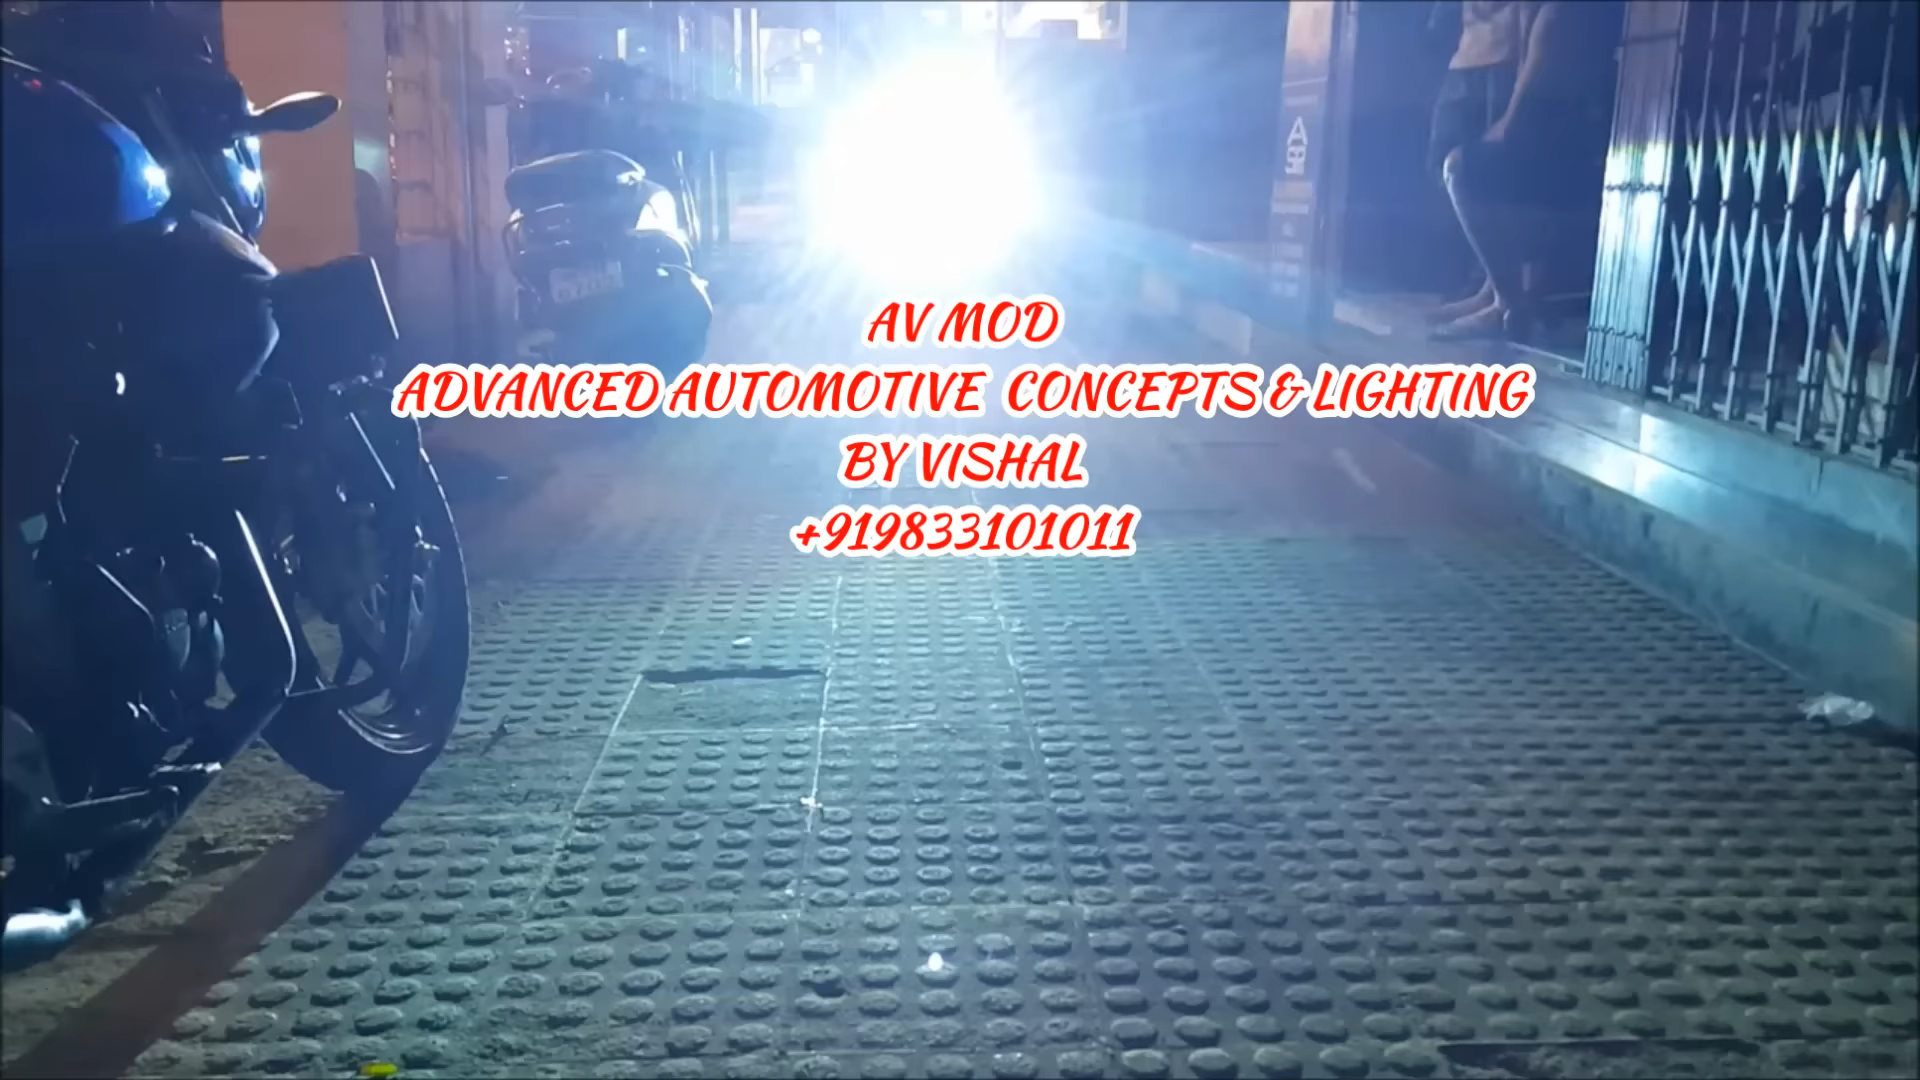 AV MOD
ADVANCED AUTOMOTIVE CONCEPTS & LIGHTING
BY VISHAL
+919833101011